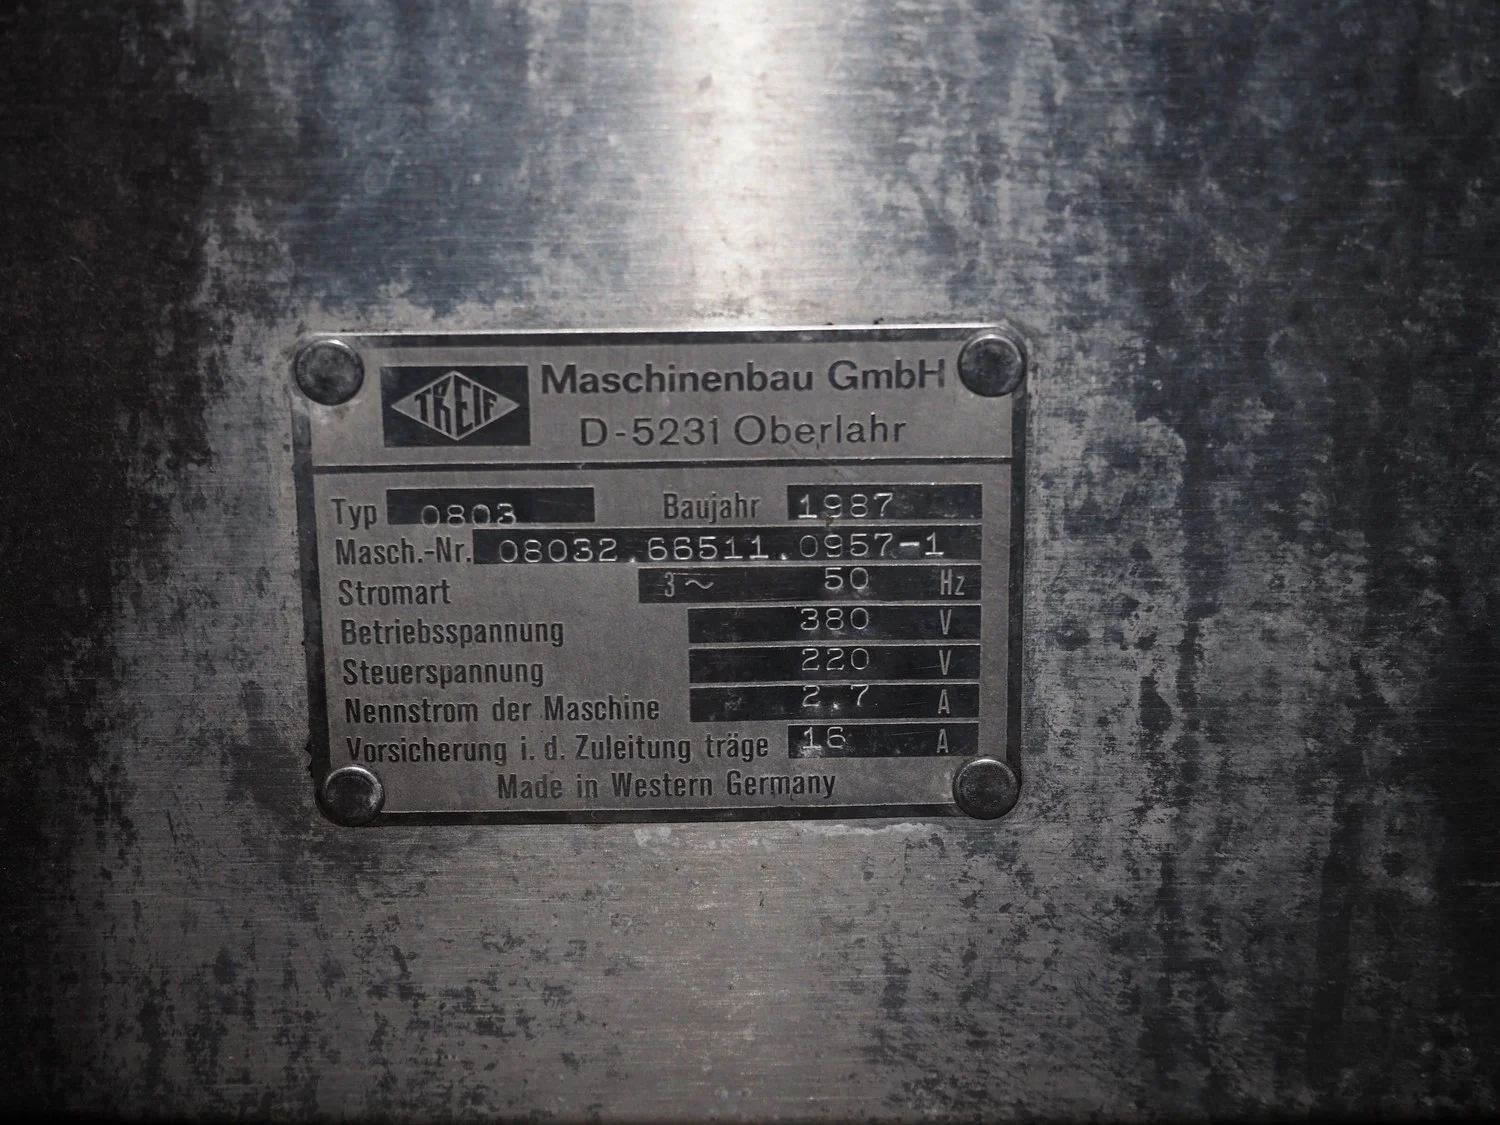 TREIF Maschinenbau GmbH
D-5231 Oberlahr
Typ 0803 Baujahr 1987
Masch.-Nr. 08032.66511.0957-1
Stromart 3~ 50 Hz
Betriebsspannung 380 V
Steuerspannung 220 V
Nennstrom der Maschine 2.7 A
Vorsicherung i. d. Zuleitung träge 16 A
Made in Western Germany